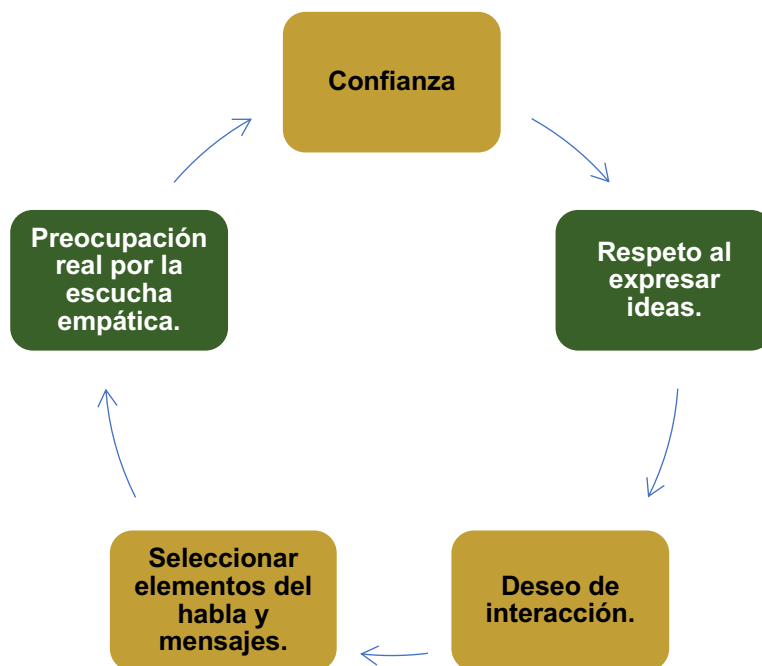 Confianza
Respeto al
expresar
ideas.
Deseo de
interacción.
Seleccionar
elementos del
habla y
mensajes.
Preocupación
real por la
escucha
empática.